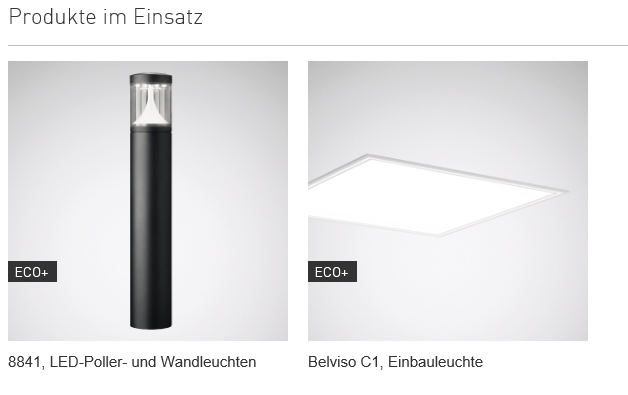 Produkte im Einsatz
ECO+
ECO+
8841, LED-Poller- und Wandleuchten
Belviso C1, Einbauleuchte